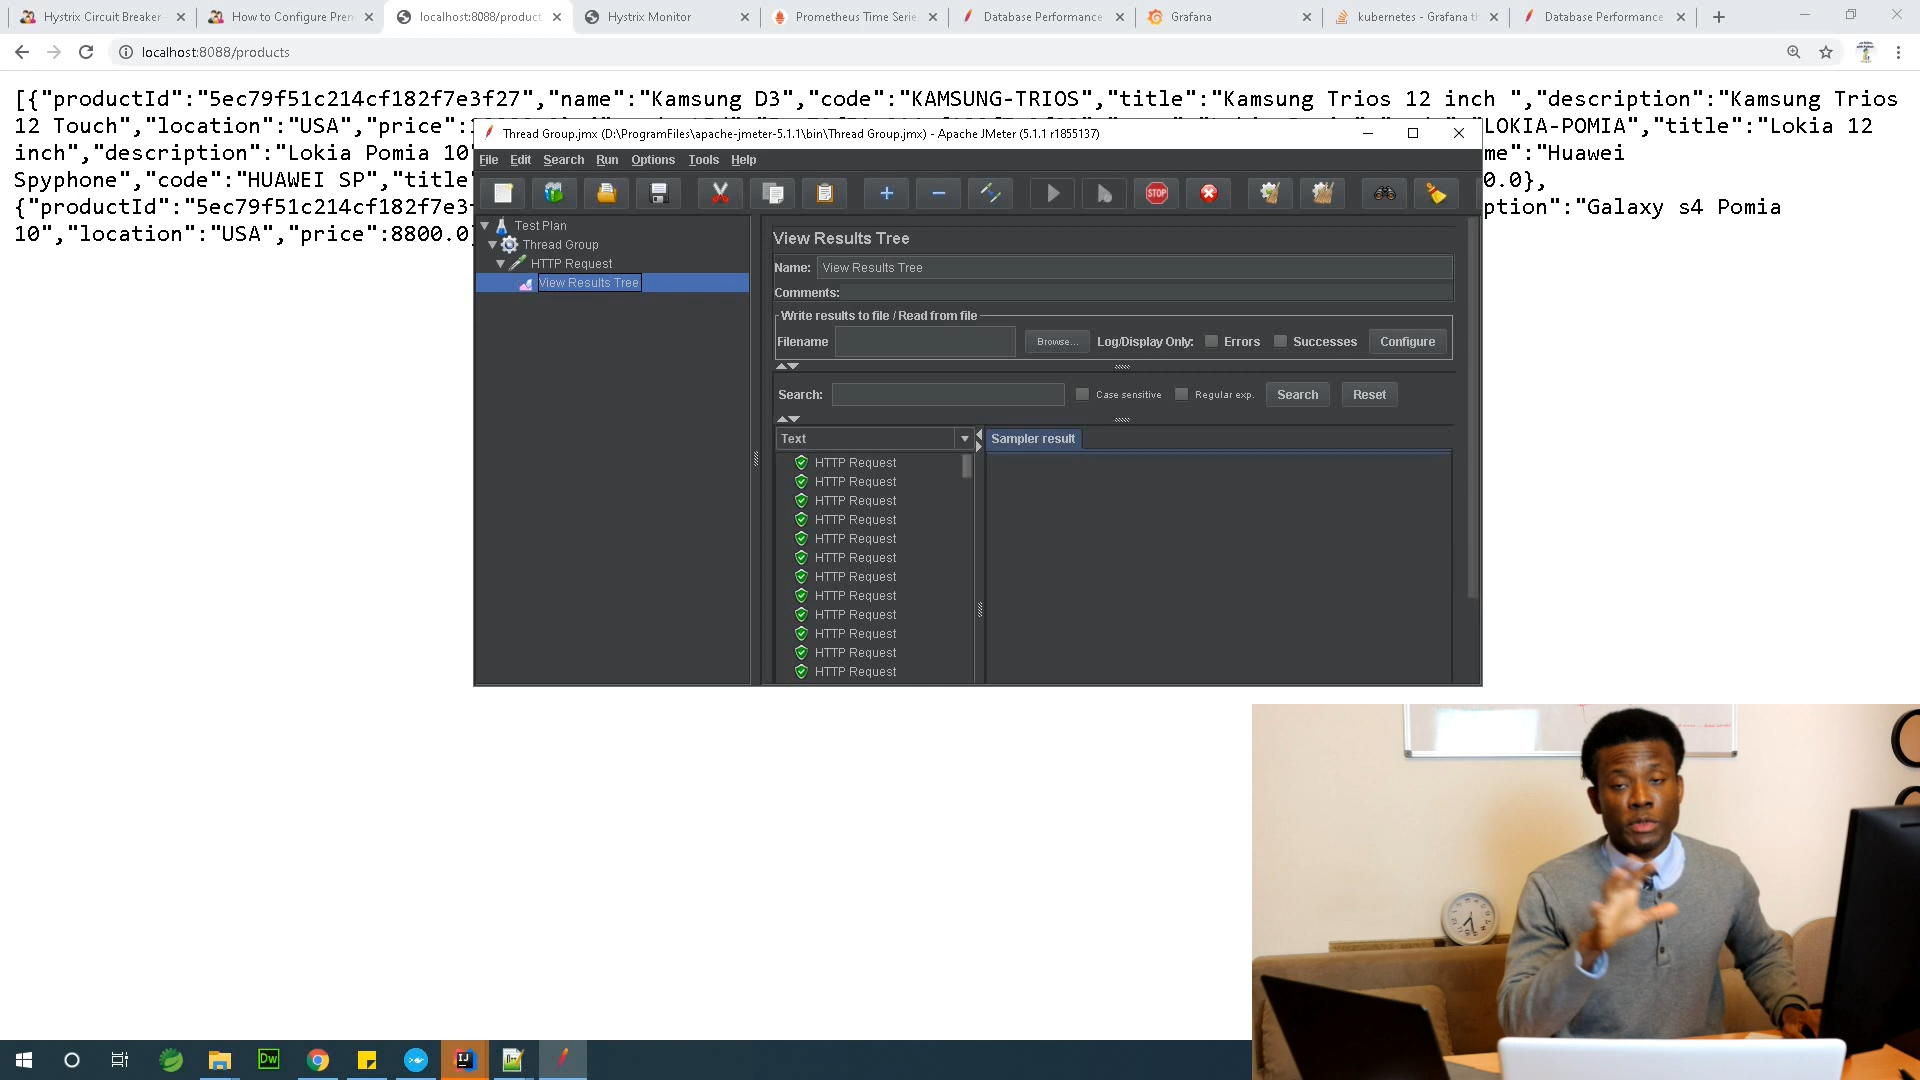 Hystrix Circuit Breaker
How to Configure Pren
localhost:8088/product
Hystrix Monitor
Prometheus Time Serie
Database Performance
Grafana
kubernetes - Grafana th
Database Performance
localhost:8088/products
[{"productId":"5ec79f51c214cf182f7e3f27","name":"Kamsung D3","code":"KAMSUNG-TRIOS","title":"Kamsung Trios 12 inch ","description":"Kamsung Trios
12 Touch","location":"USA","price": LOKIA-POMIA","title":"Lokia 12
inch","description":"Lokia Pomia 10 me":"Huawei
Spyphone","code":"HUAWEI SP","title" 0.0},
{"productId":"5ec79f51c214cf182f7e3 ption":"Galaxy s4 Pomia
10","location":"USA","price":8800.0
Thread Group.jmx (D:\ProgramFiles\apache-jmeter-5.1.1\bin\Thread Group.jmx) - Apache JMeter (5.1.1 r1855137)
File Edit Search Run Options Tools Help
STOP
Test Plan
Thread Group
HTTP Request
View Results Tree
View Results Tree
Name: View Results Tree
Comments:
Write results to file / Read from file
Filename Browse... Log/Display Only: Errors Successes Configure
Search: Case sensitive Regular exp. Search Reset
Text
Sampler result
HTTP Request
HTTP Request
HTTP Request
HTTP Request
HTTP Request
HTTP Request
HTTP Request
HTTP Request
HTTP Request
HTTP Request
HTTP Request
HTTP Request
Dw
IJ